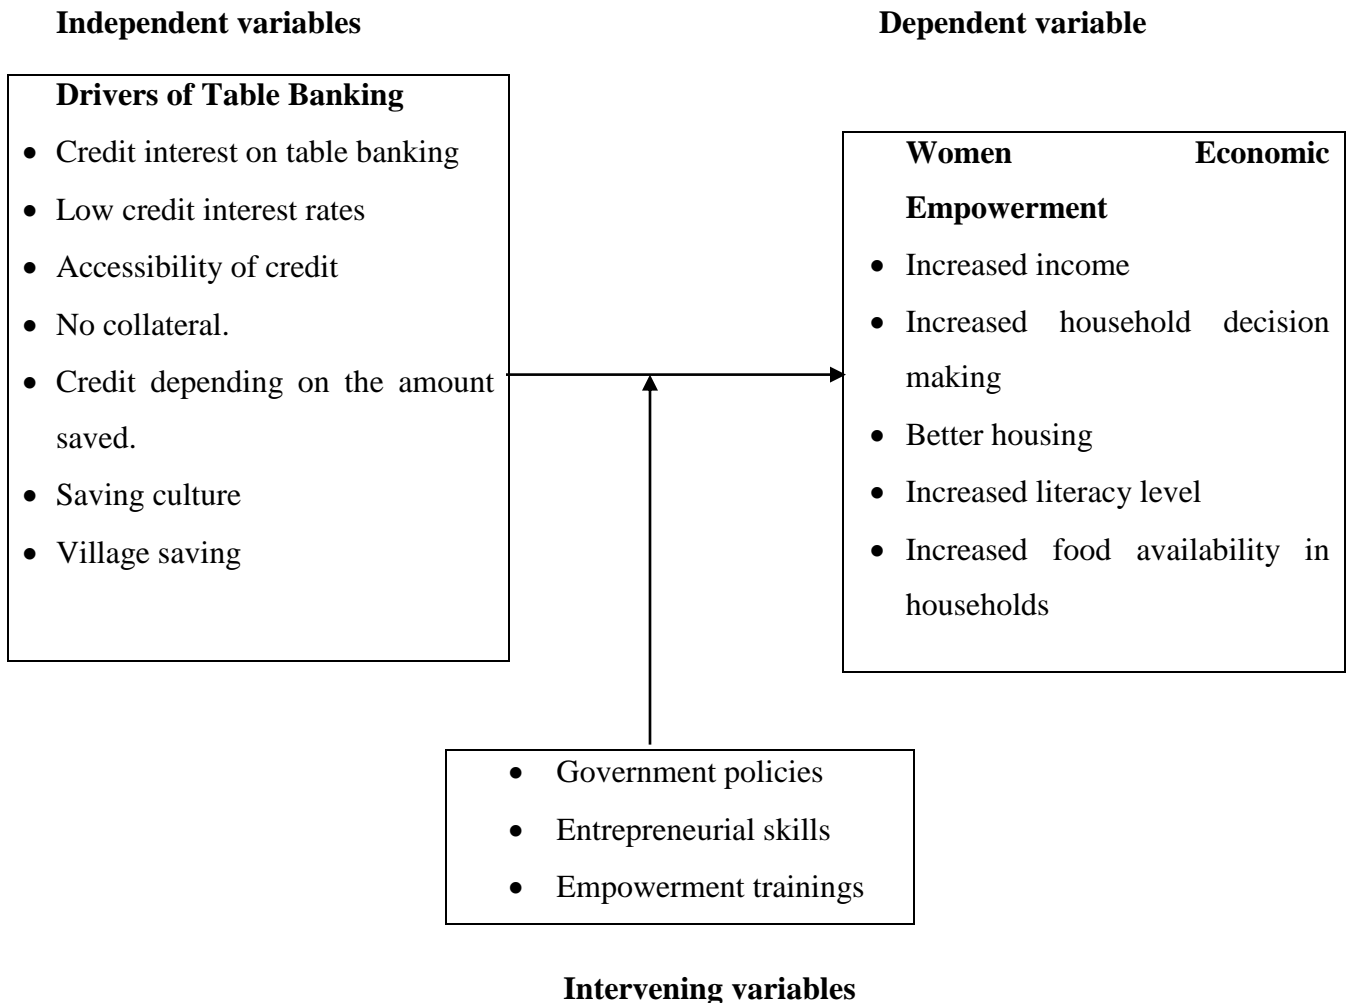 Independent variables
Dependent variable
Drivers of Table Banking
• Credit interest on table banking
• Low credit interest rates
• Accessibility of credit
• No collateral.
• Credit depending on the amount
saved.
• Saving culture
• Village saving
Women Economic
Empowerment
• Increased income
• Increased household decision
making
• Better housing
• Increased literacy level
• Increased food availability in
households
• Government policies
• Entrepreneurial skills
• Empowerment trainings
Intervening variables